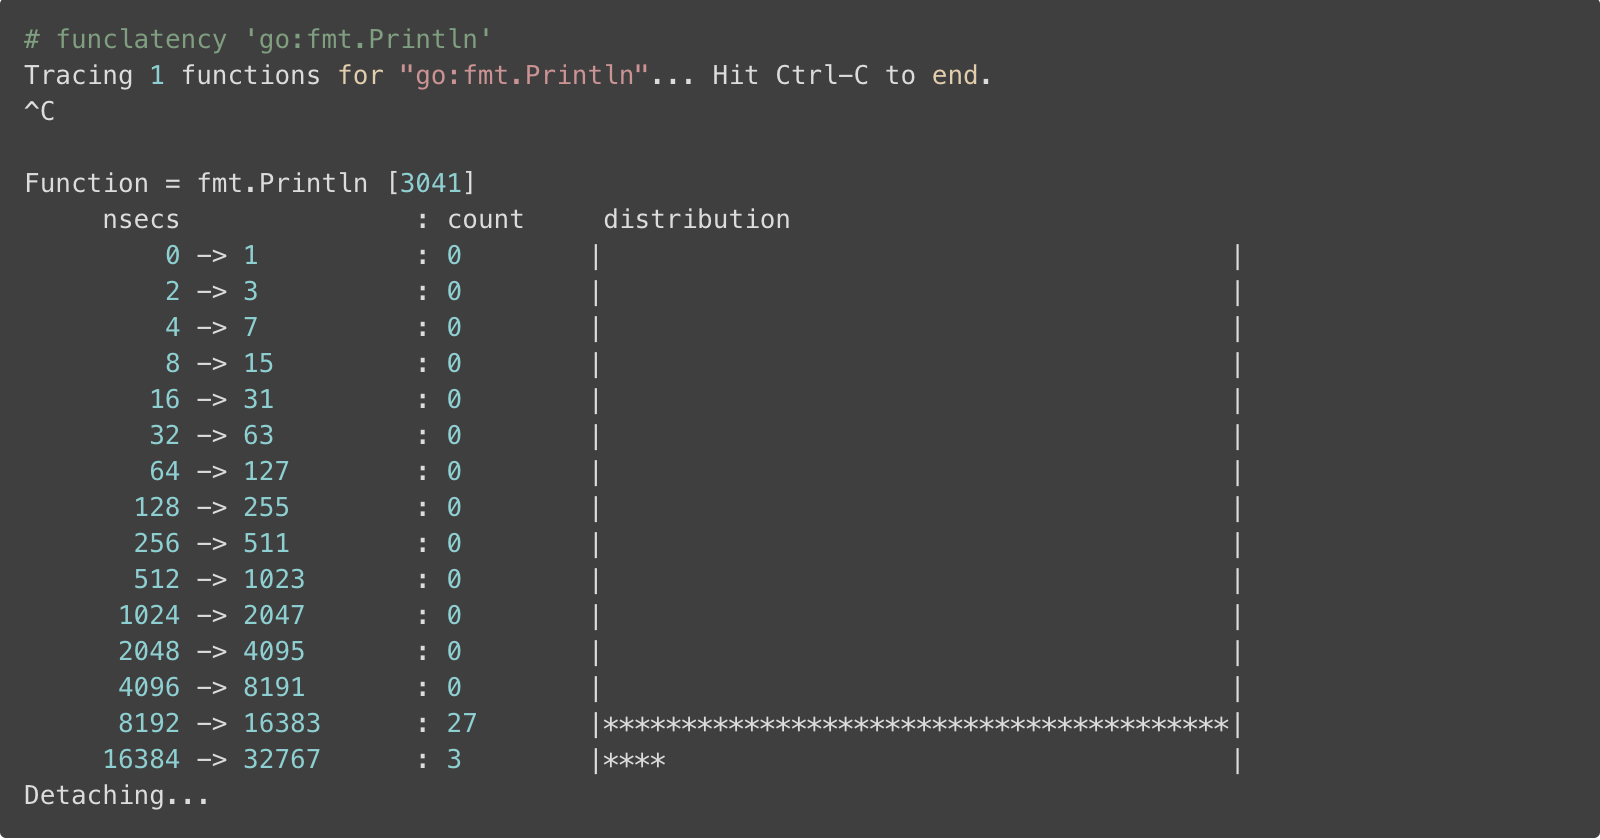 # funclatency 'go:fmt.Println'
Tracing 1 functions for "go:fmt.Println"... Hit Ctrl-C to end.
^C

Function = fmt.Println [3041]
     nsecs               : count     distribution
         0 -> 1          : 0        |                                        |
         2 -> 3          : 0        |                                        |
         4 -> 7          : 0        |                                        |
         8 -> 15         : 0        |                                        |
        16 -> 31         : 0        |                                        |
        32 -> 63         : 0        |                                        |
        64 -> 127        : 0        |                                        |
       128 -> 255        : 0        |                                        |
       256 -> 511        : 0        |                                        |
       512 -> 1023       : 0        |                                        |
      1024 -> 2047       : 0        |                                        |
      2048 -> 4095       : 0        |                                        |
      4096 -> 8191       : 0        |                                        |
      8192 -> 16383      : 27       |****************************************|
     16384 -> 32767      : 3        |****                                    |
Detaching...